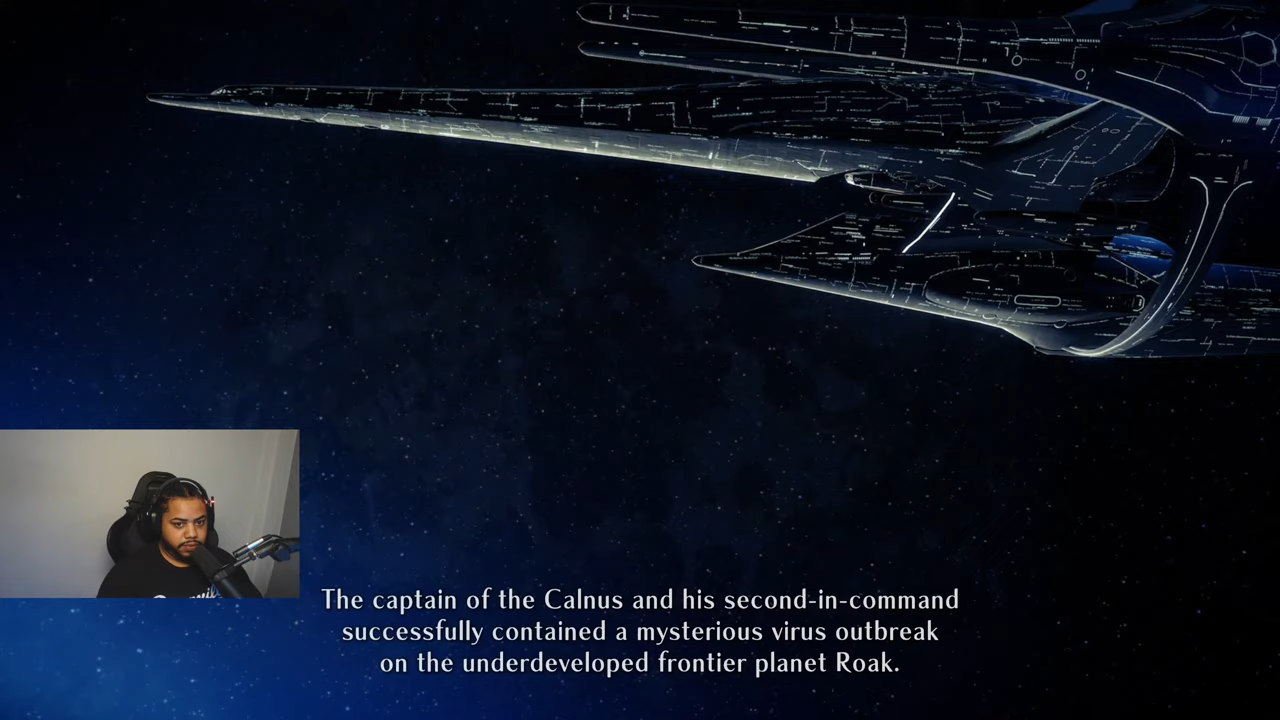 The captain of the Calnus and his second-in-command
successfully contained a mysterious virus outbreak
on the underdeveloped frontier planet Roak.